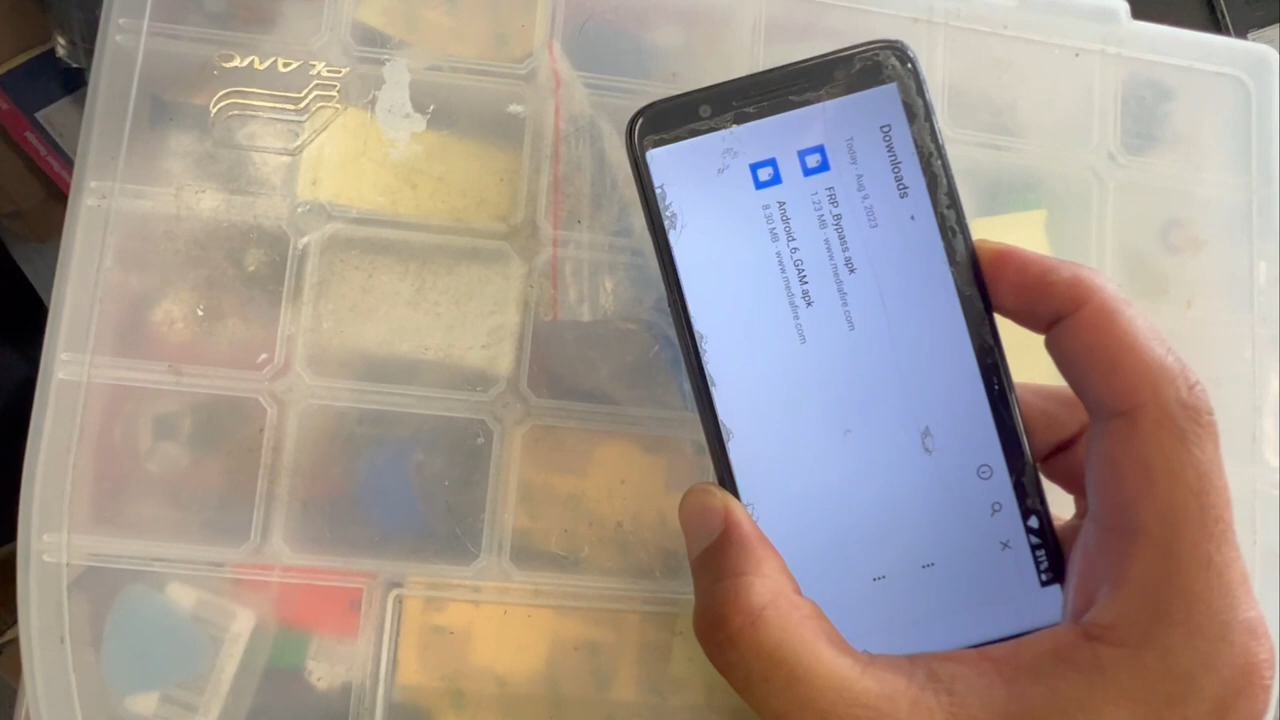 PLANO
Downloads
Today - Aug 9, 2023
FRP_Bypass.apk
1.23 MB - www.mediafire.com
Android_6_GAM.apk
8.30 MB - www.mediafire.com